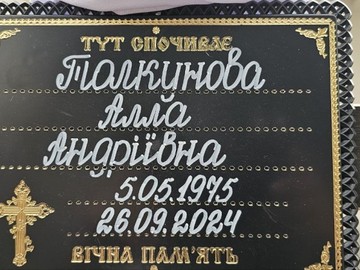 ТУТ СПОЧИВАЄ
Толкунова
Алла
Андріївна
5.05.1975
26.09.2024
ВІЧНА ПАМ'ЯТЬ